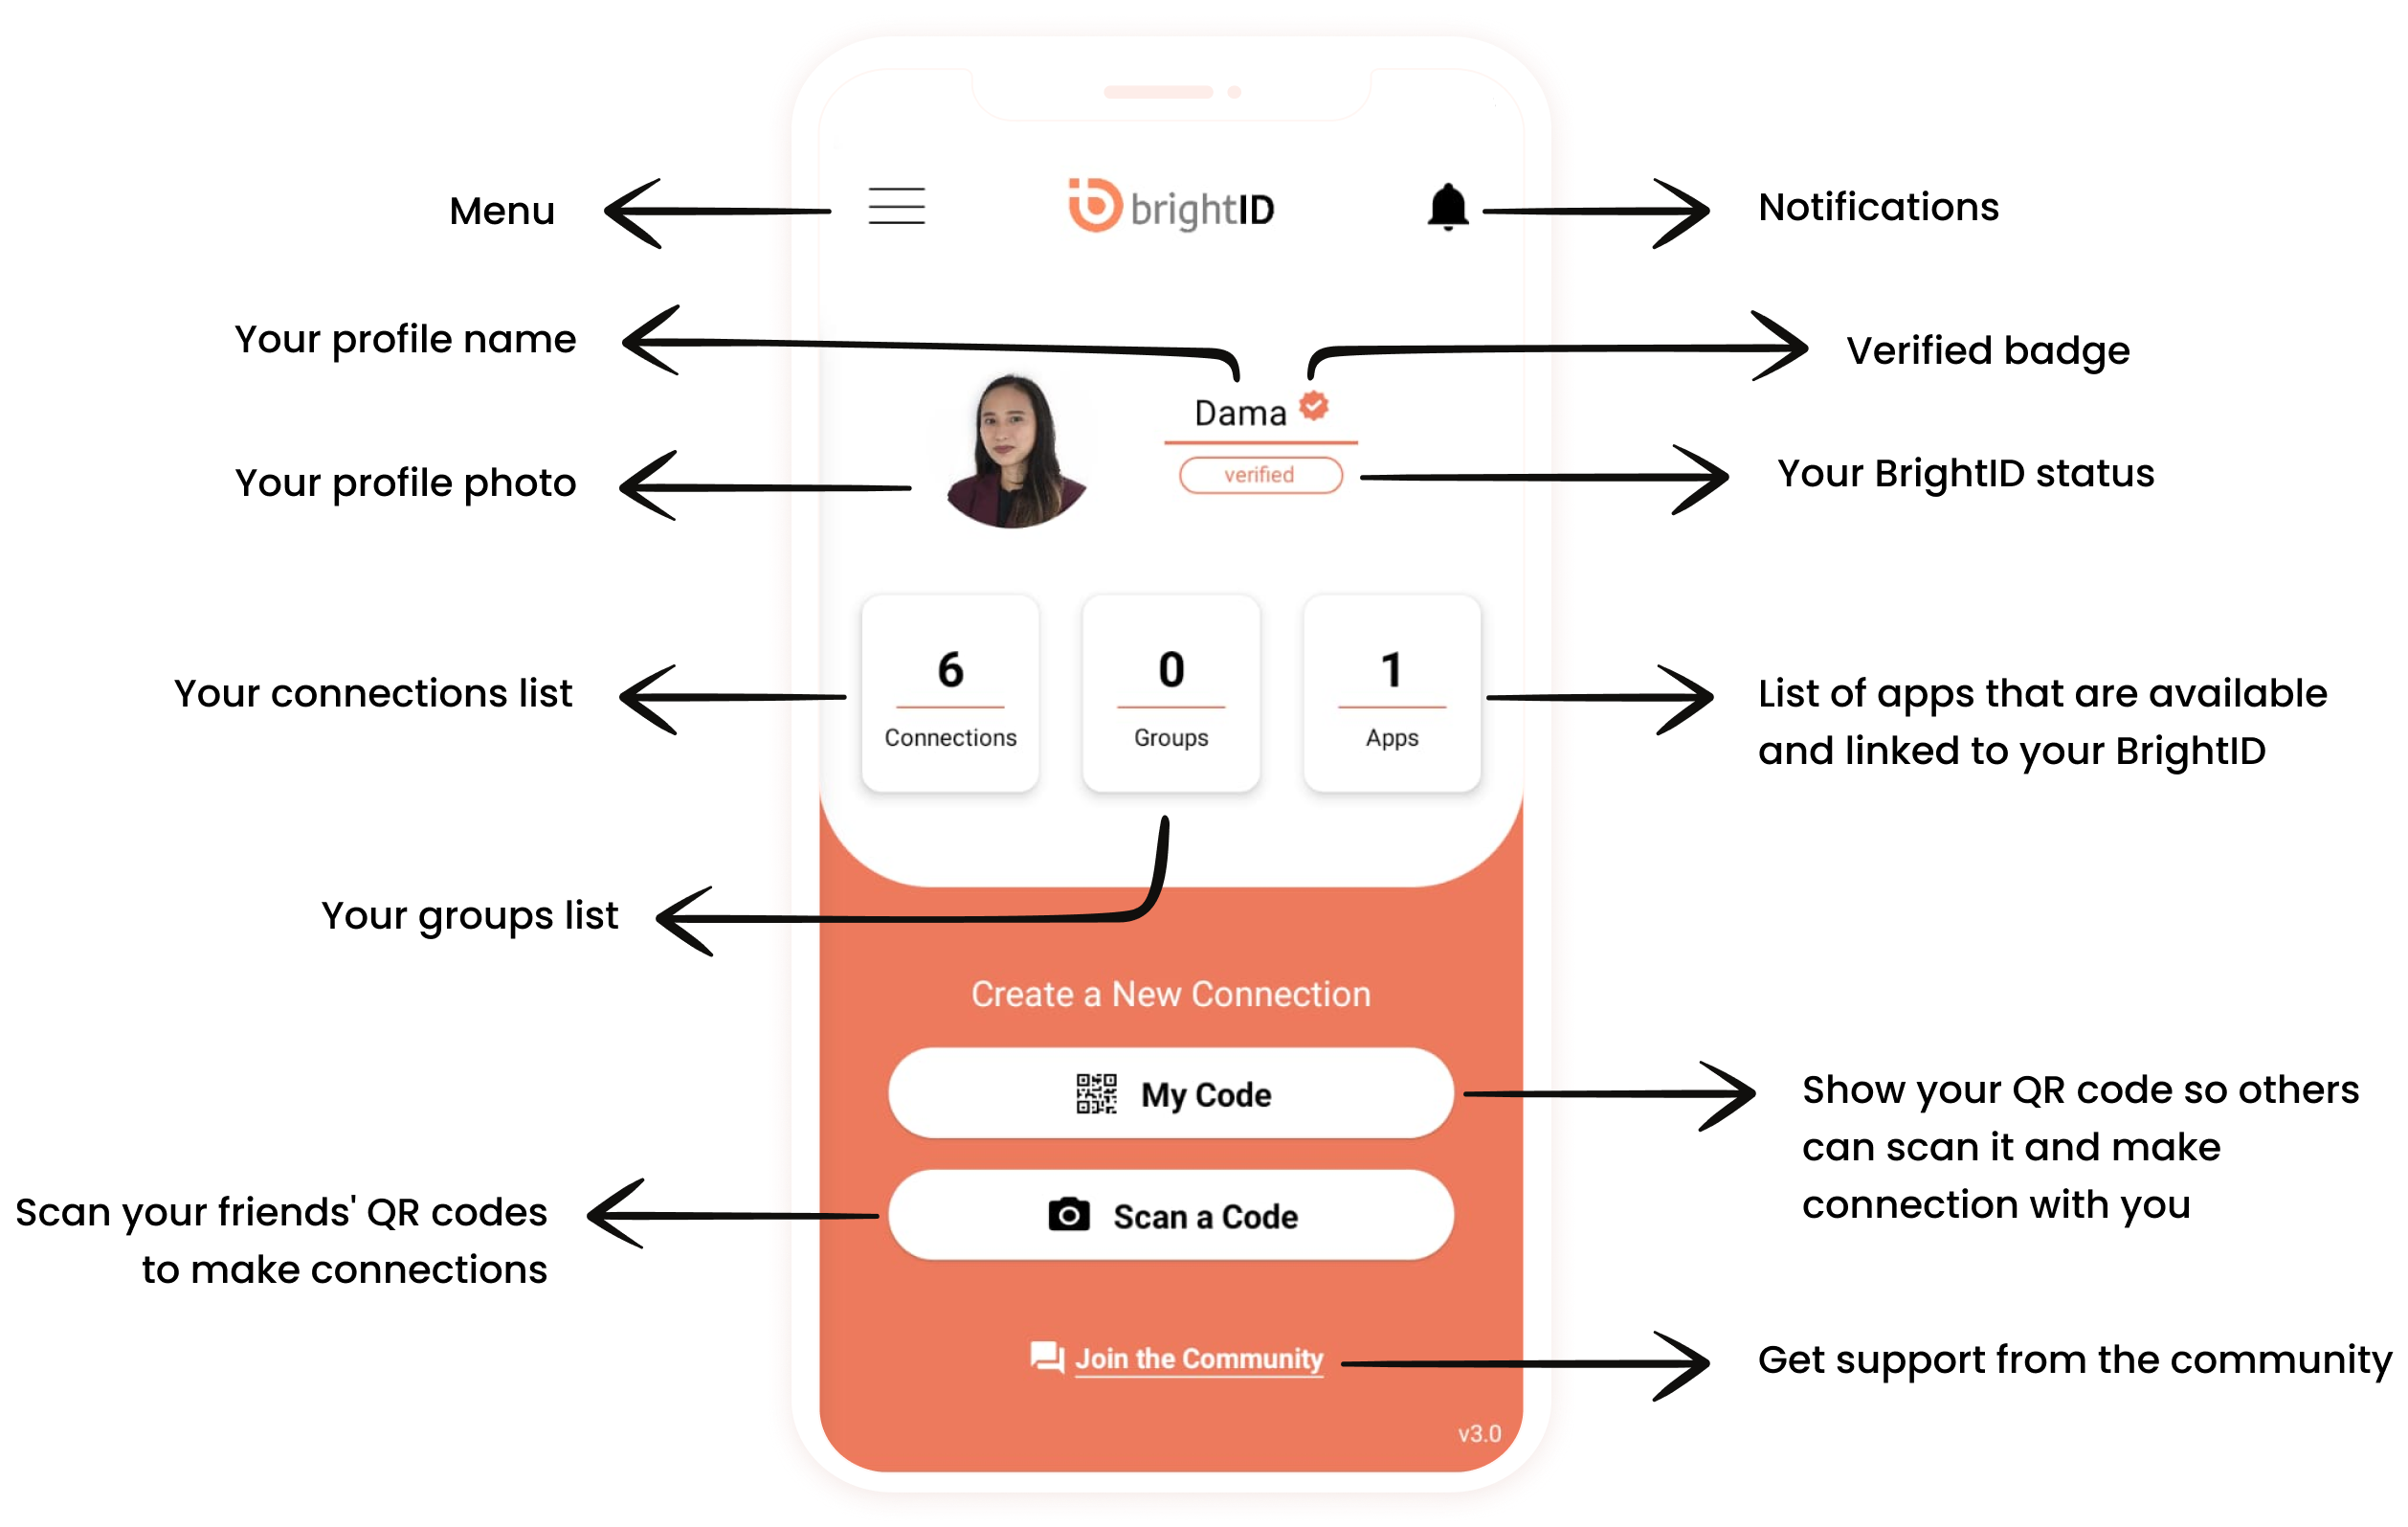 Menu
brightID
Notifications
Your profile name
Verified badge
Dama
Your profile photo
verified
Your BrightID status
6
0
1
Your connections list
Connections
Groups
Apps
List of apps that are available
and linked to your BrightID
Your groups list
Create a New Connection
My Code
Show your QR code so others
can scan it and make
connection with you
Scan your friends' QR codes
to make connections
Scan a Code
Join the Community
Get support from the community
v3.0